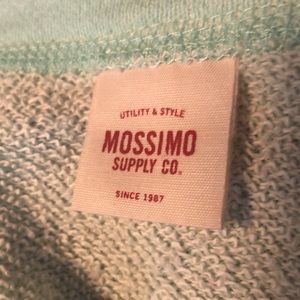 UTILITY & STYLE
MOSSIMO
SUPPLY CO.
SINCE 1987